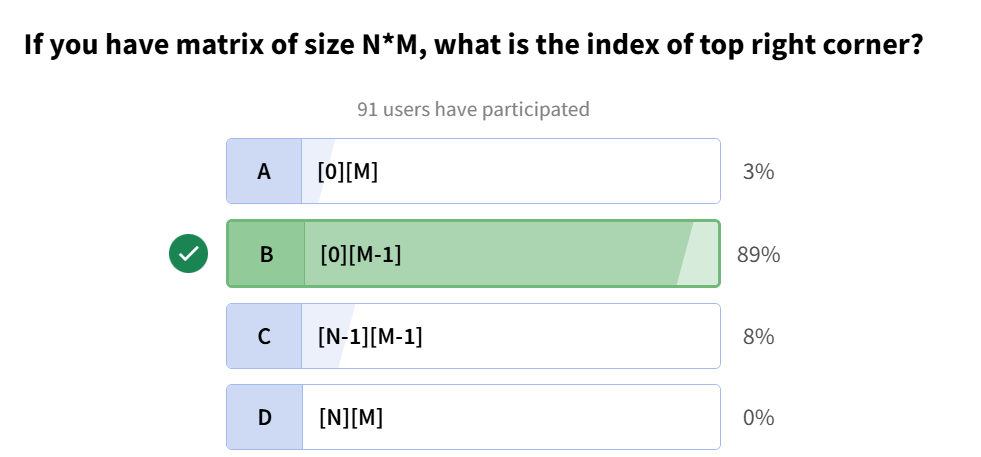 If you have matrix of size N*M, what is the index of top right corner?
91 users have participated
A [0][M] 3%
B [0][M-1] 89%
C [N-1][M-1] 8%
D [N][M] 0%